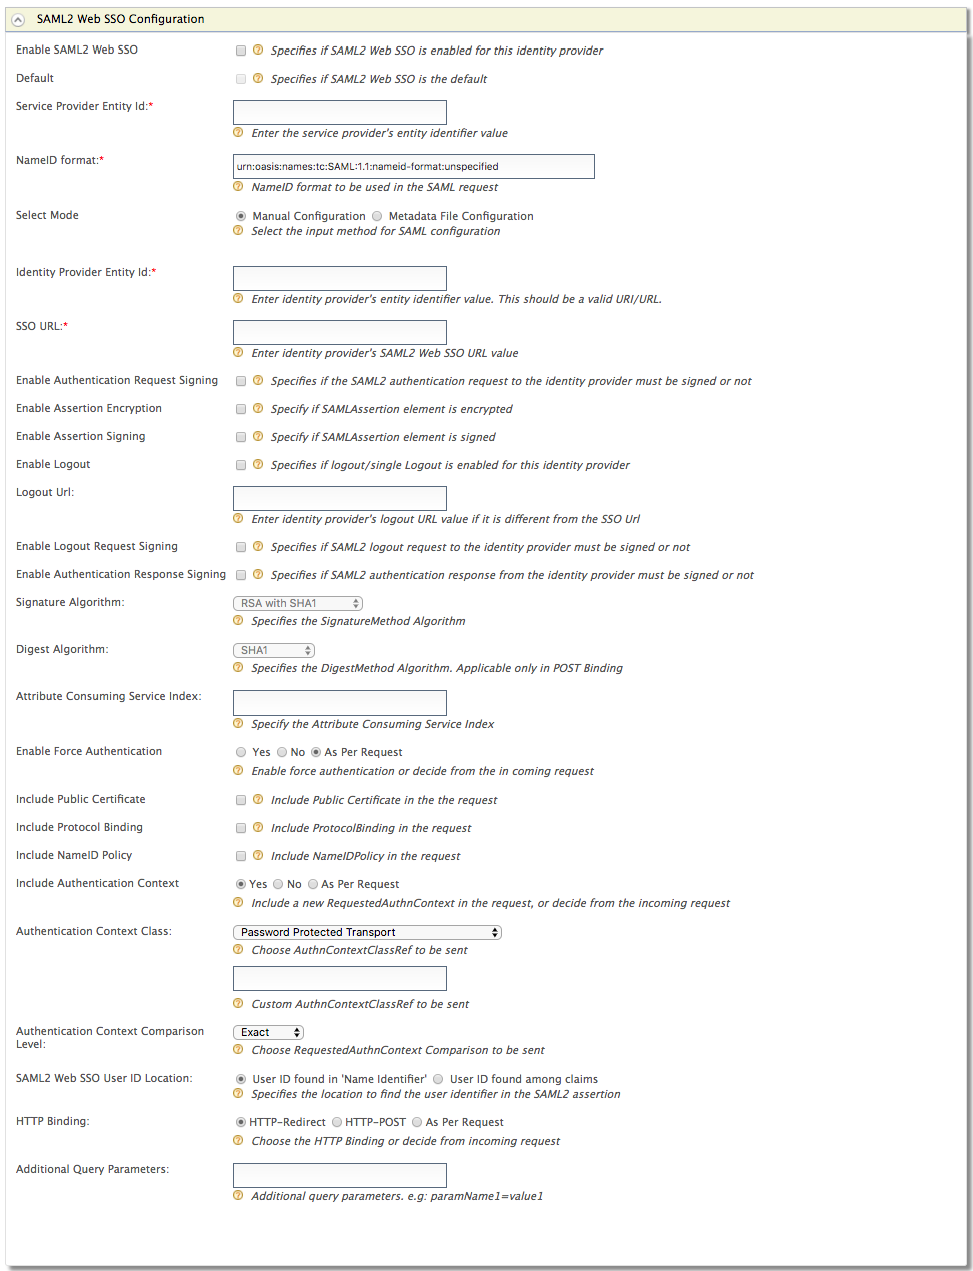 SAML2 Web SSO Configuration
Enable SAML2 Web SSO
Specifies if SAML2 Web SSO is enabled for this identity provider
Default
Specifies if SAML2 Web SSO is the default
Service Provider Entity Id:*
Enter the service provider's entity identifier value
NameID format:*
urn:oasis:names:tc:SAML:1.1:nameid-format:unspecified
NameID format to be used in the SAML request
Select Mode
Manual Configuration Metadata File Configuration
Select the input method for SAML configuration
Identity Provider Entity Id:*
Enter identity provider's entity identifier value. This should be a valid URI/URL.
SSO URL:*
Enter identity provider's SAML2 Web SSO URL value
Enable Authentication Request Signing
Specifies if the SAML2 authentication request to the identity provider must be signed or not
Enable Assertion Encryption
Specify if SAMLAssertion element is encrypted
Enable Assertion Signing
Specify if SAMLAssertion element is signed
Enable Logout
Specifies if logout/single Logout is enabled for this identity provider
Logout Url:
Enter identity provider's logout URL value if it is different from the SSO Url
Enable Logout Request Signing
Specifies if SAML2 logout request to the identity provider must be signed or not
Enable Authentication Response Signing
Specifies if SAML2 authentication response from the identity provider must be signed or not
Signature Algorithm:
RSA with SHA1
Specifies the SignatureMethod Algorithm
Digest Algorithm:
SHA1
Specifies the DigestMethod Algorithm. Applicable only in POST Binding
Attribute Consuming Service Index:
Specify the Attribute Consuming Service Index
Enable Force Authentication
Yes No As Per Request
Enable force authentication or decide from the in coming request
Include Public Certificate
Include Public Certificate in the the request
Include Protocol Binding
Include ProtocolBinding in the request
Include NameID Policy
Include NameIDPolicy in the request
Include Authentication Context
Yes No As Per Request
Include a new RequestedAuthnContext in the request, or decide from the incoming request
Authentication Context Class:
Password Protected Transport
Choose AuthnContextClassRef to be sent
Custom AuthnContextClassRef to be sent
Authentication Context Comparison
Level:
Exact
Choose RequestedAuthnContext Comparison to be sent
SAML2 Web SSO User ID Location:
User ID found in 'Name Identifier' User ID found among claims
Specifies the location to find the user identifier in the SAML2 assertion
HTTP Binding:
HTTP-Redirect HTTP-POST As Per Request
Choose the HTTP Binding or decide from incoming request
Additional Query Parameters:
Additional query parameters. e.g: paramName1=value1